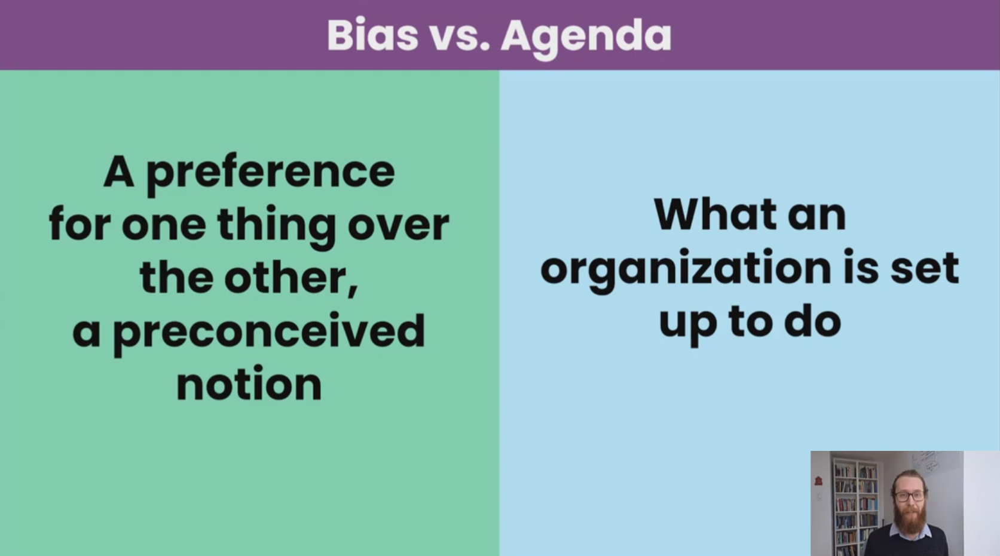 Bias vs. Agenda
A preference
for one thing over
the other,
a preconceived
notion
What an
organization is set
up to do